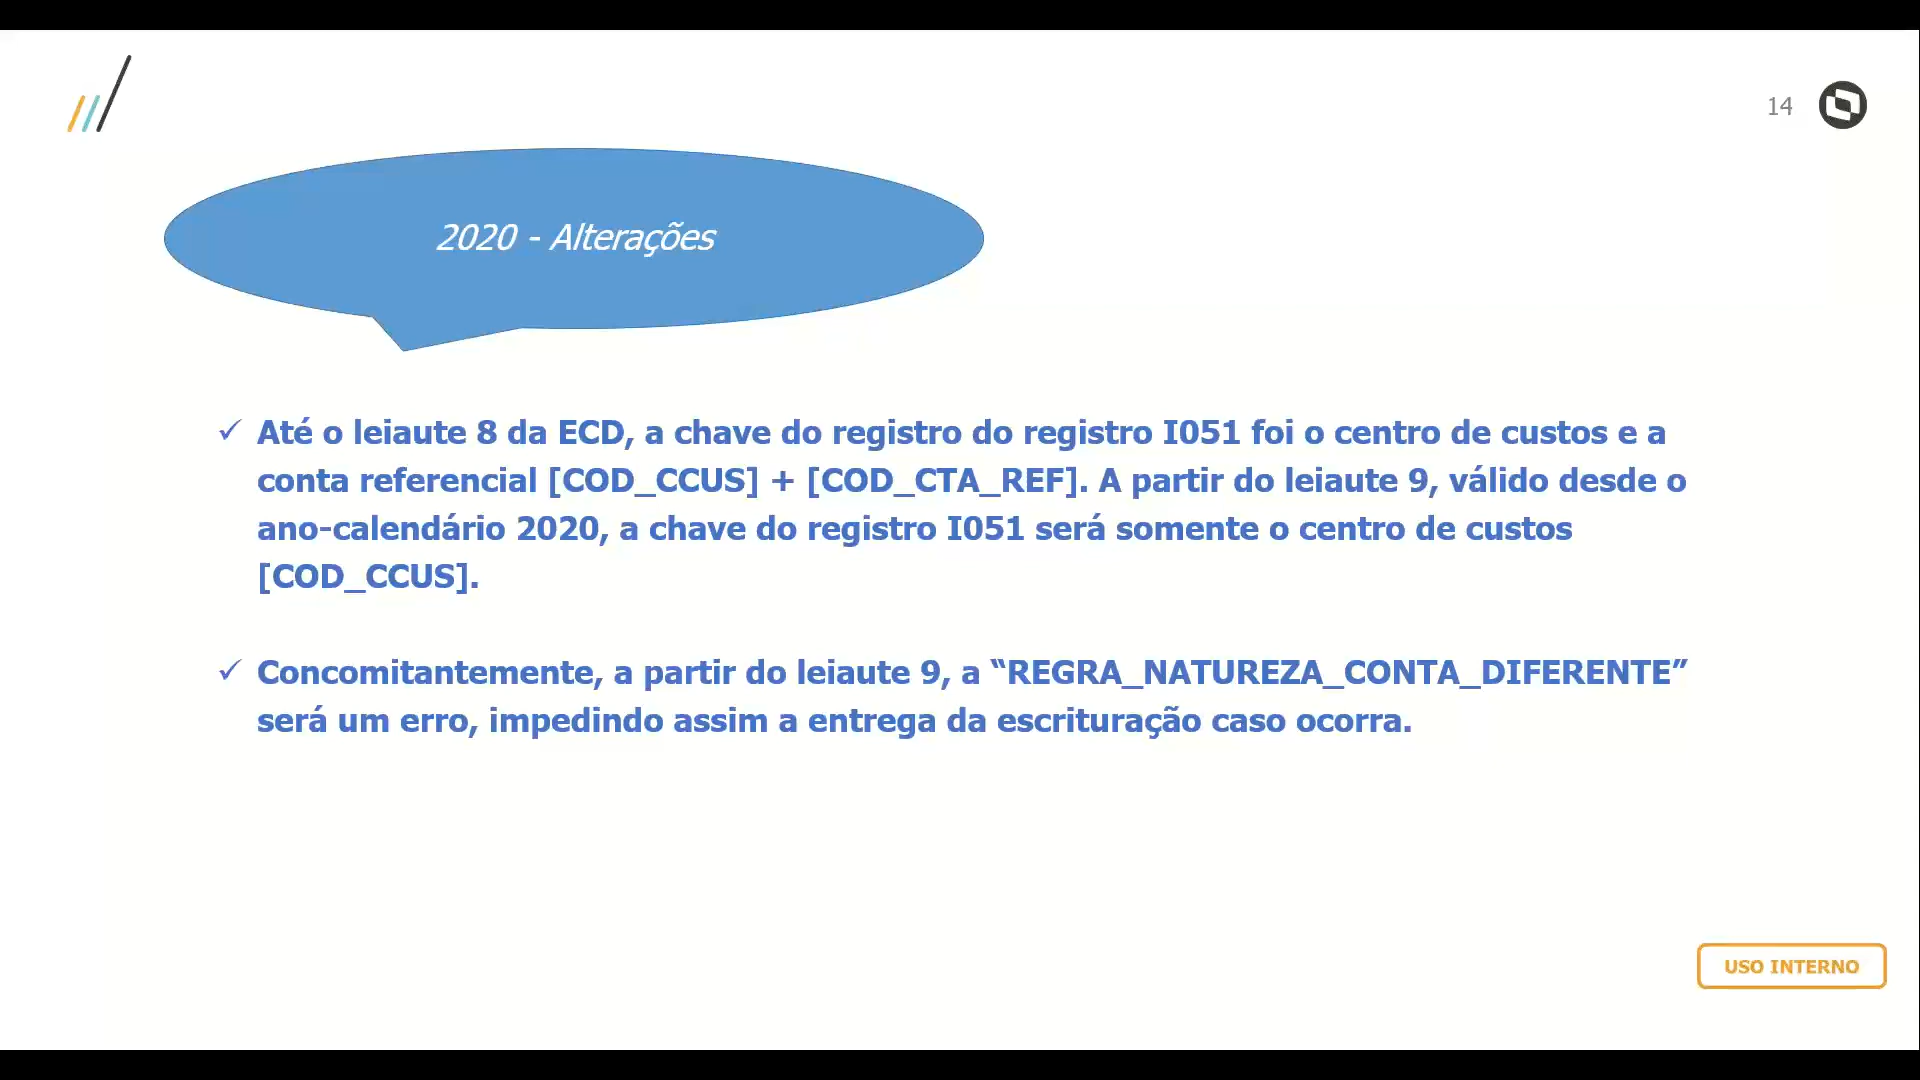 14
2020 - Alterações
✓ Até o leiaute 8 da ECD, a chave do registro do registro I051 foi o centro de custos e a
conta referencial [COD_CCUS] + [COD_CTA_REF]. A partir do leiaute 9, válido desde o
ano-calendário 2020, a chave do registro I051 será somente o centro de custos
[COD_CCUS].
✓ Concomitantemente, a partir do leiaute 9, a “REGRA_NATUREZA_CONTA_DIFERENTE”
será um erro, impedindo assim a entrega da escrituração caso ocorra.
USO INTERNO